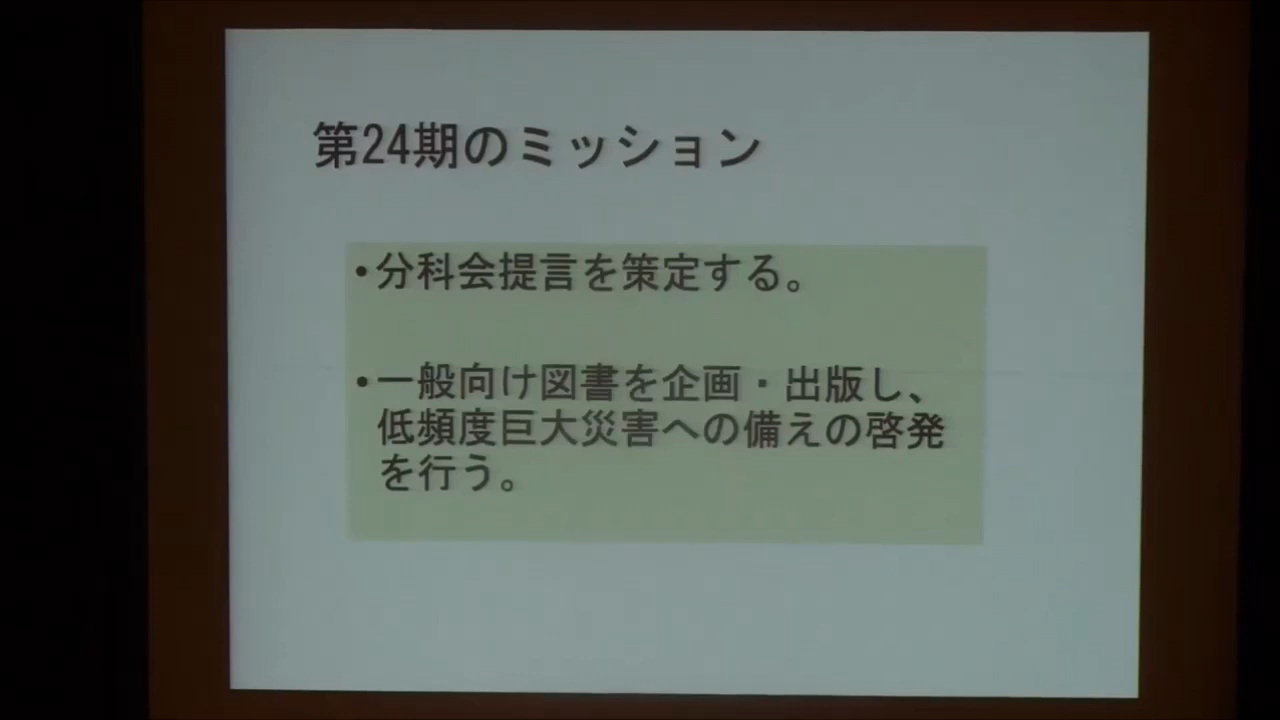 第24期のミッション
•分科会提言を策定する。
•一般向け図書を企画・出版し、
低頻度巨大災害への備えの啓発
を行う。